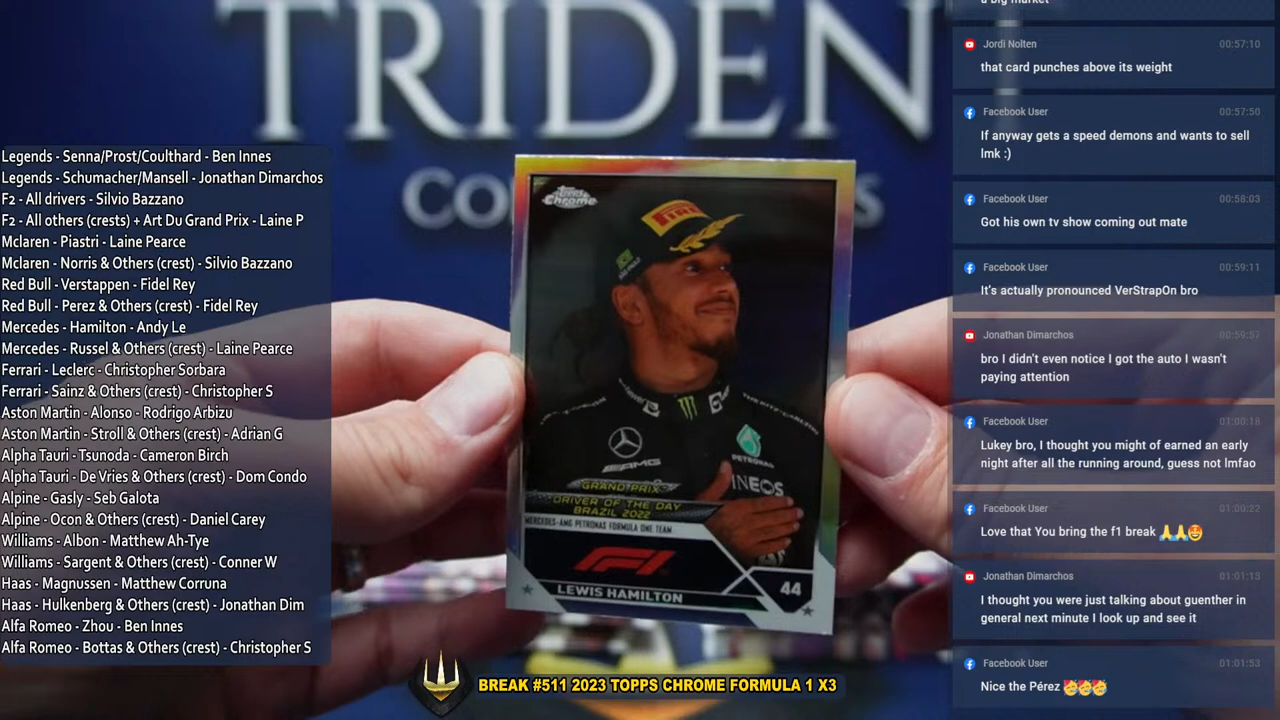 TRIDEN
Legends - Senna/Prost/Coulthard - Ben Innes
Legends - Schumacher/Mansell - Jonathan Dimarchos
F2 - All drivers - Silvio Bazzano
F2 - All others (crests) + Art Du Grand Prix - Laine P
Mclaren - Piastri - Laine Pearce
Mclaren - Norris & Others (crest) - Silvio Bazzano
Red Bull - Verstappen - Fidel Rey
Red Bull - Perez & Others (crest) - Fidel Rey
Mercedes - Hamilton - Andy Le
Mercedes - Russel & Others (crest) - Laine Pearce
Ferrari - Leclerc - Christopher Sorbara
Ferrari - Sainz & Others (crest) - Christopher S
Aston Martin - Alonso - Rodrigo Arbizu
Aston Martin - Stroll & Others (crest) - Adrian G
Alpha Tauri - Tsunoda - Cameron Birch
Alpha Tauri - De Vries & Others (crest) - Dom Condo
Alpine - Gasly - Seb Galota
Alpine - Ocon & Others (crest) - Daniel Carey
Williams - Albon - Matthew Ah-Tye
Williams - Sargent & Others (crest) - Conner W
Haas - Magnussen - Matthew Corruna
Haas - Hulkenberg & Others (crest) - Jonathan Dim
Alfa Romeo - Zhou - Ben Innes
Alfa Romeo - Bottas & Others (crest) - Christopher S
Topps
Chrome
PIRELLI
AMG
PETRONAS
INEOS
GRAND PRIX
DRIVER OF THE DAY
BRAZIL 2022
MERCEDES-AMG PETRONAS FORMULA ONE TEAM
F1
LEWIS HAMILTON
44
BREAK #511 2023 TOPPS CHROME FORMULA 1 X3
a big market
Jordi Nolten 00:57:10
that card punches above its weight
Facebook User 00:57:50
If anyway gets a speed demons and wants to sell
lmk :)
Facebook User 00:58:03
Got his own tv show coming out mate
Facebook User 00:59:11
It's actually pronounced VerStrapOn bro
Jonathan Dimarchos 00:59:57
bro I didn't even notice I got the auto I wasn't
paying attention
Facebook User 01:00:18
Lukey bro, I thought you might of earned an early
night after all the running around, guess not lmfao
Facebook User 01:00:22
Love that You bring the f1 break 🙏🙏🤩
Jonathan Dimarchos 01:01:13
I thought you were just talking about guenther in
general next minute I look up and see it
Facebook User 01:01:53
Nice the Pérez 🥳🥳🥳